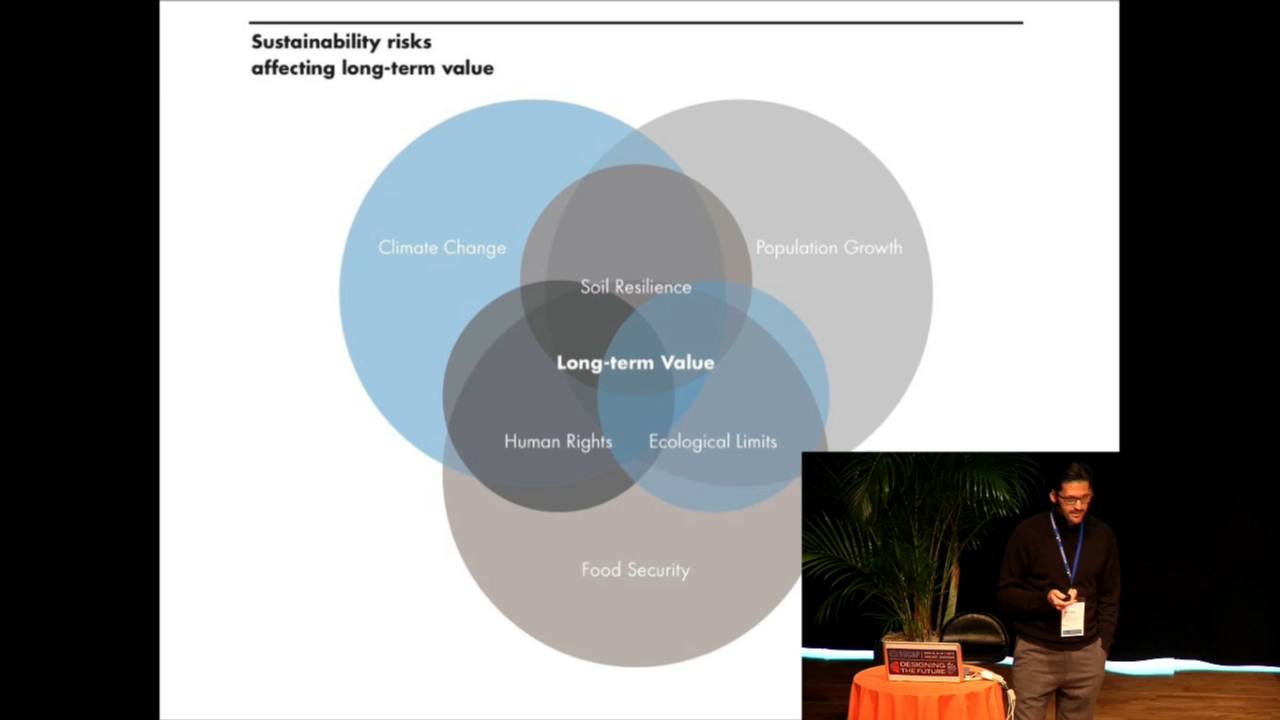 Sustainability risks
affecting long-term value
Climate Change
Population Growth
Soil Resilience
Long-term Value
Human Rights
Ecological Limits
Food Security
DESIGNING
THE FUTURE